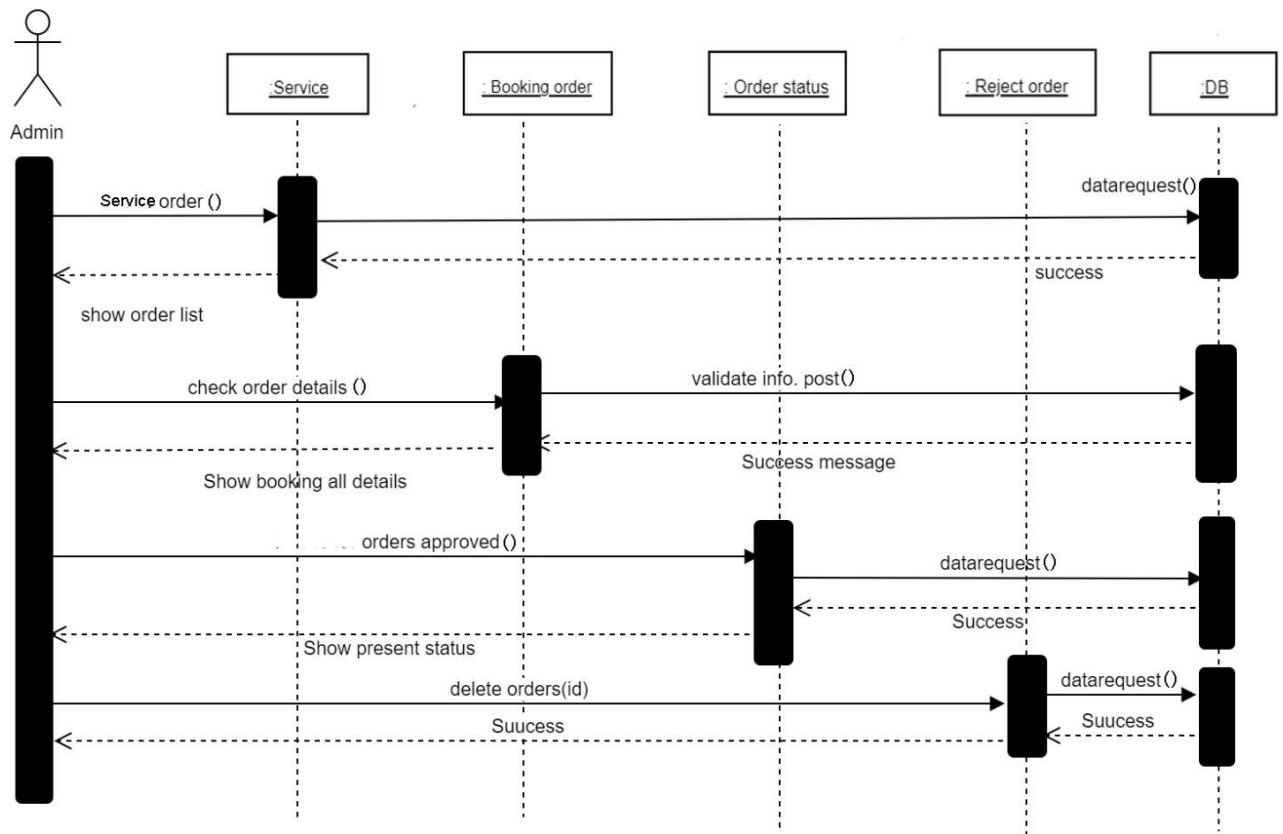 Admin
:Service
: Booking order
: Order status
: Reject order
:DB
Service order ()
datarequest()
success
show order list
check order details ()
validate info. post()
Success message
Show booking all details
orders approved()
datarequest()
Success
Show present status
delete orders(id)
datarequest()
Suucess
Suucess